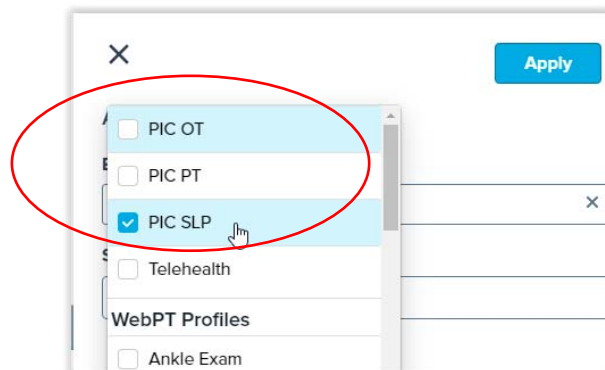 Apply
PIC OT
PIC PT
PIC SLP
Telehealth
WebPT Profiles
Ankle Exam